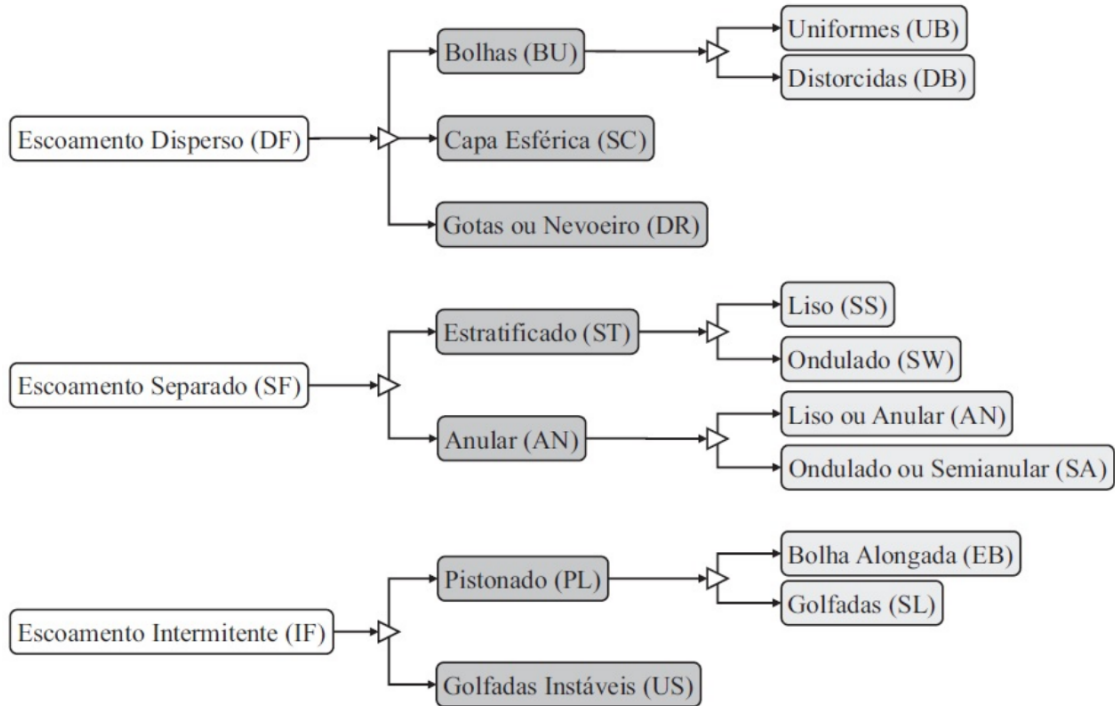 Escoamento Disperso (DF)
Bolhas (BU)
Uniformes (UB)
Distorcidas (DB)
Capa Esférica (SC)
Gotas ou Nevoeiro (DR)
Escoamento Separado (SF)
Estratificado (ST)
Liso (SS)
Ondulado (SW)
Anular (AN)
Liso ou Anular (AN)
Ondulado ou Semianular (SA)
Escoamento Intermitente (IF)
Pistonado (PL)
Bolha Alongada (EB)
Golfadas (SL)
Golfadas Instáveis (US)